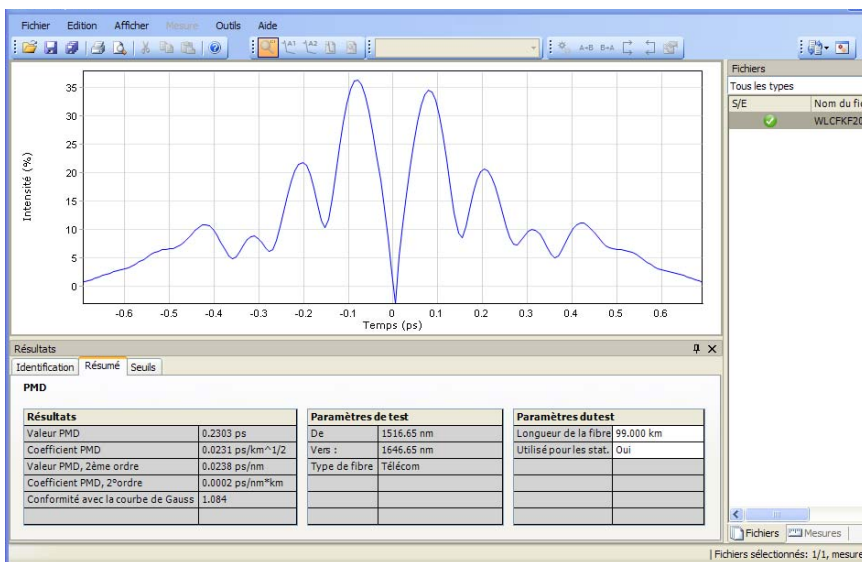 Fichier Edition Afficher Mesure Outils Aide
A1 A2 A→B B→A
Fichiers
Tous les types
S/E Nom du fi
WLCFKF20
Intensité (%)
35
30
25
20
15
10
5
0
-0.6 -0.5 -0.4 -0.3 -0.2 -0.1 0 0.1 0.2 0.3 0.4 0.5 0.6
Temps (ps)
Résultats
Identification Résumé Seuils
PMD
Résultats
Valeur PMD 0.2303 ps
Coefficient PMD 0.0231 ps/km^1/2
Valeur PMD, 2ème ordre 0.0238 ps/nm
Coefficient PMD, 2°ordre 0.0002 ps/nm*km
Conformité avec la courbe de Gauss 1.084
Paramètres de test
De 1516.65 nm
Vers : 1646.65 nm
Type de fibre Télécom
Paramètres du test
Longueur de la fibre 99.000 km
Utilisé pour les stat. Oui
Fichiers Mesures
Fichiers sélectionnés: 1/1, mesure